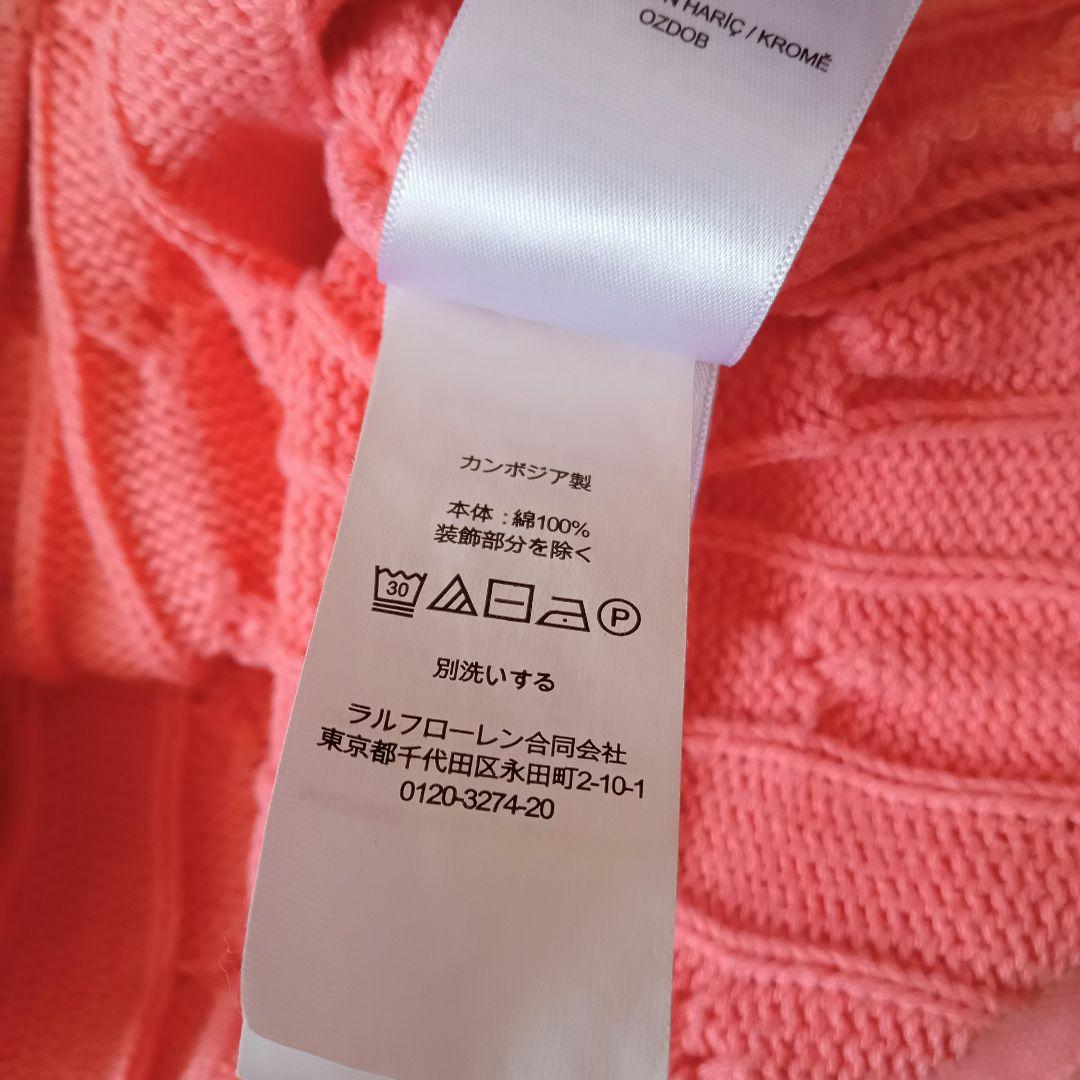 HARİÇ / KROMĚ
OZDOB
カンボジア製
本体 : 綿100%
装飾部分を除く
30
P
別洗いする
ラルフローレン合同会社
東京都千代田区永田町2-10-1
0120-3274-20